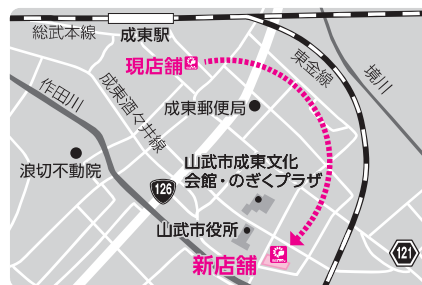 総武本線
成東駅
現店舗
東金線
境川
作田川
成東酒々井線
成東郵便局
浪切不動院
山武市成東文化
会館・のぎくプラザ
126
山武市役所
新店舗
121